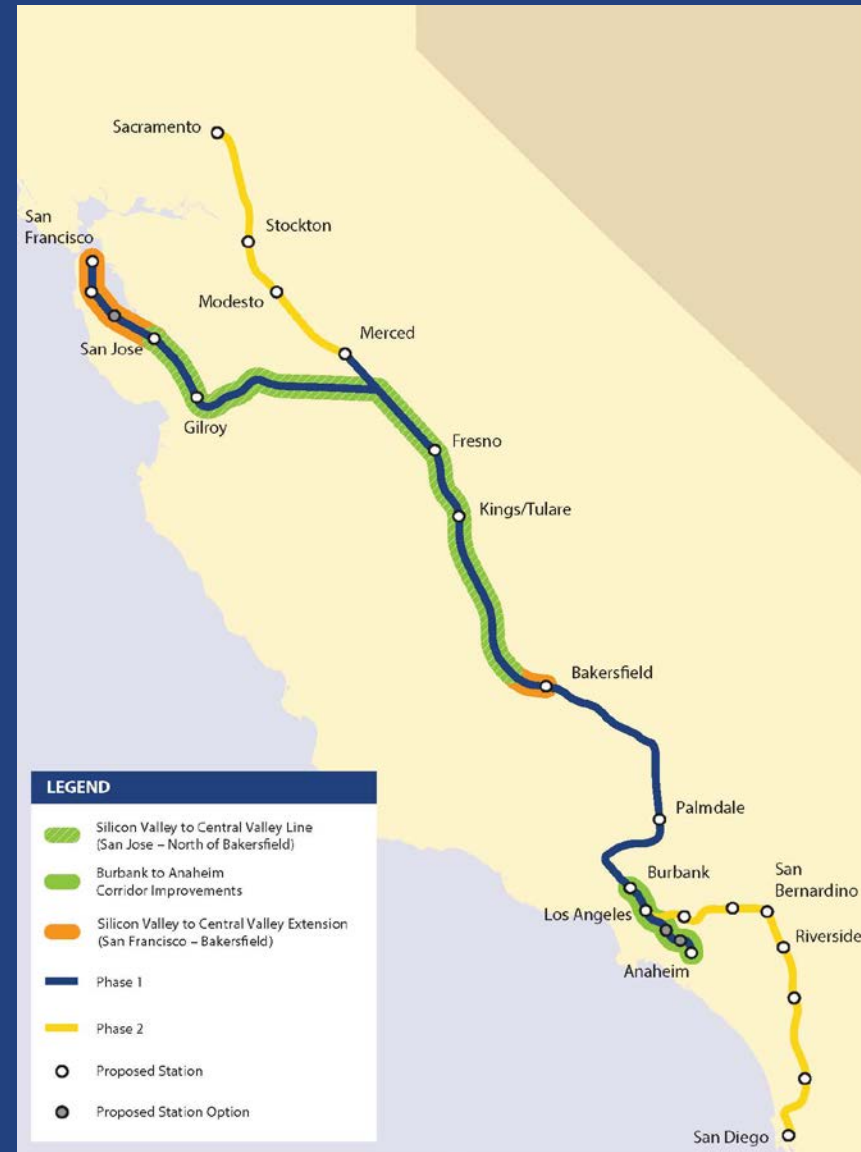 Sacramento
San
Francisco
Stockton
Modesto
Merced
San Jose
Gilroy
Fresno
Kings/Tulare
Bakersfield
Palmdale
Burbank
San
Bernardino
Los Angeles
Riverside
Anaheim
San Diego
LEGEND
Silicon Valley to Central Valley Line
(San Jose – North of Bakersfield)
Burbank to Anaheim
Corridor Improvements
Silicon Valley to Central Valley Extension
(San Francisco – Bakersfield)
Phase 1
Phase 2
Proposed Station
Proposed Station Option